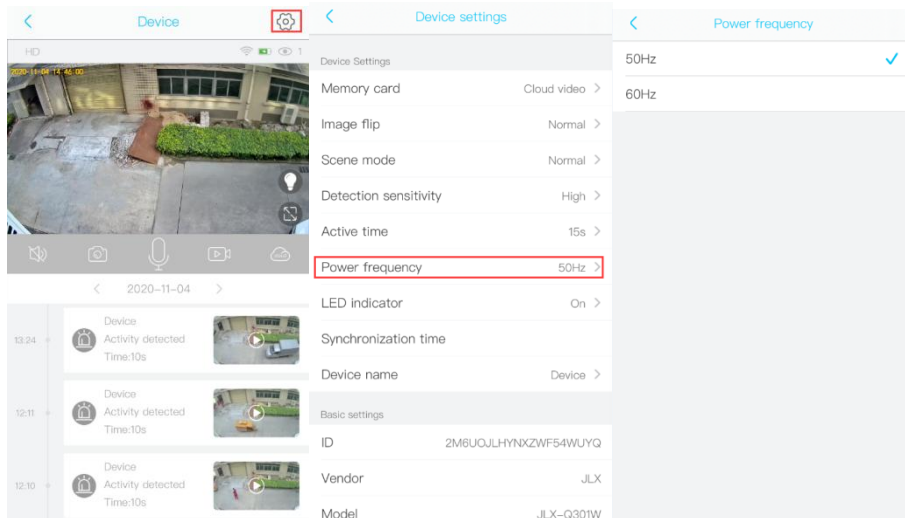 Device
HD
1
2020-11-04 14:46:00
2020-11-04
13:24
Device
Activity detected
Time:10s
12:11
Device
Activity detected
Time:10s
12:10
Device
Activity detected
Time:10s
Device settings
Device Settings
Memory card Cloud video
Image flip Normal
Scene mode Normal
Detection sensitivity High
Active time 15s
Power frequency 50Hz
LED indicator On
Synchronization time
Device name Device
Basic settings
ID 2M6UOJLHYNXZWF54WUYQ
Vendor JLX
Model JLX-Q301W
Power frequency
50Hz
60Hz